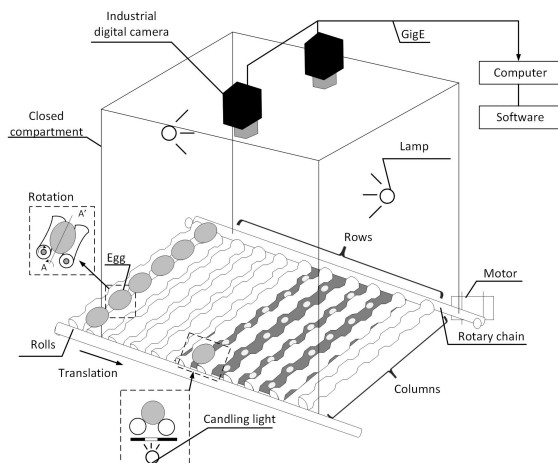 Industrial
digital camera
GigE
Computer
Software
Closed
compartment
Lamp
Rotation
A'
A
Egg
Rows
Motor
Rotary chain
Rolls
Translation
Columns
Candling light